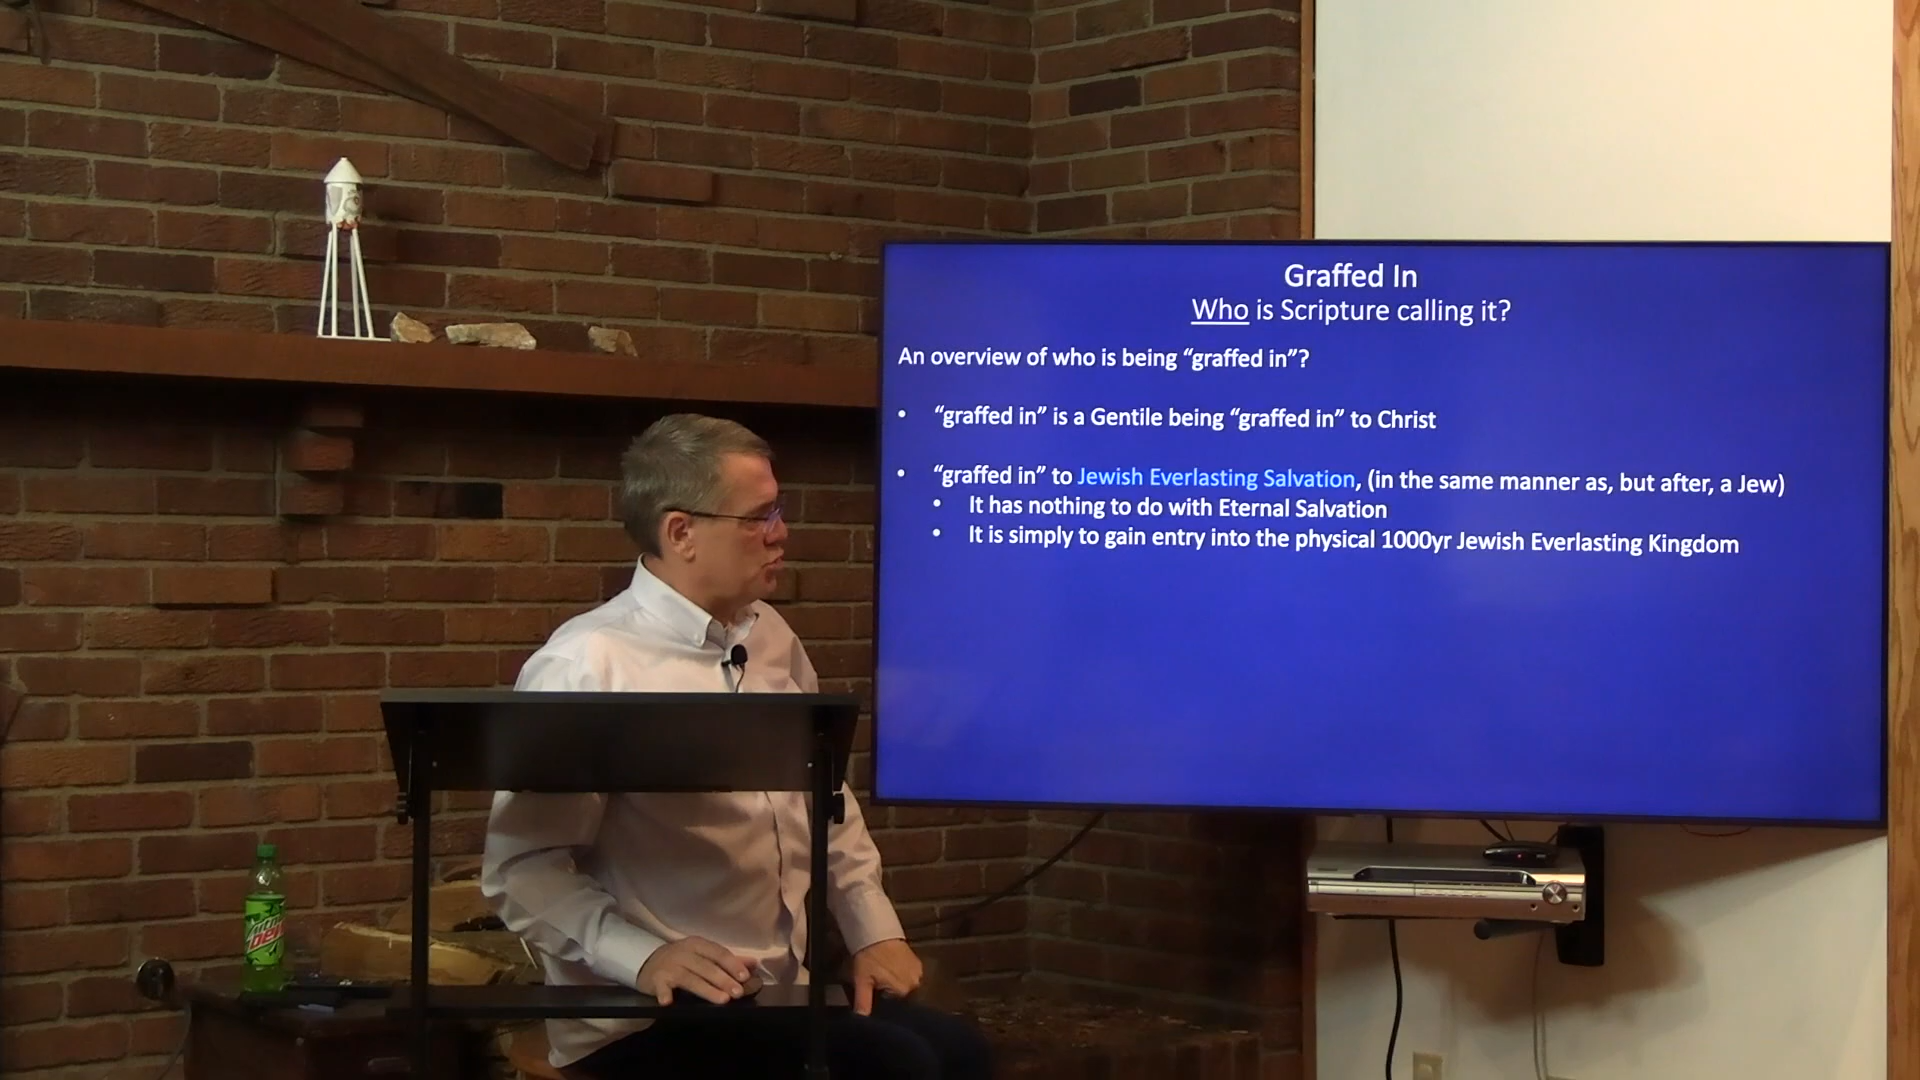 Graffed In
Who is Scripture calling it?
An overview of who is being “graffed in”?
• “graffed in” is a Gentile being “graffed in” to Christ
• “graffed in” to Jewish Everlasting Salvation, (in the same manner as, but after, a Jew)
• It has nothing to do with Eternal Salvation
• It is simply to gain entry into the physical 1000yr Jewish Everlasting Kingdom
Mtn
Dew